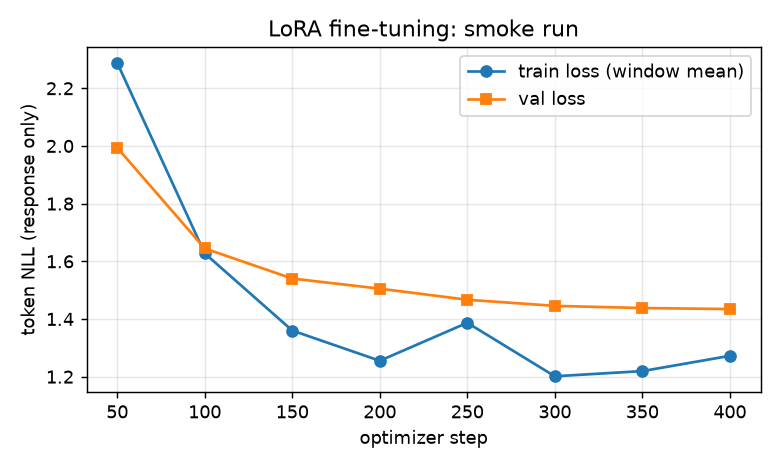 LoRA fine-tuning: smoke run
train loss (window mean)
val loss
token NLL (response only)
2.2
2.0
1.8
1.6
1.4
1.2
50 100 150 200 250 300 350 400
optimizer step